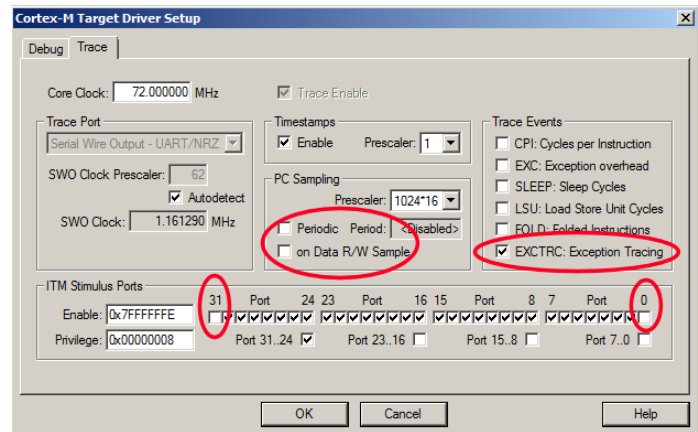 Cortex-M Target Driver Setup
Debug Trace
Core Clock: 72.000000 MHz
Trace Enable
Trace Port
Serial Wire Output - UART/NRZ
SWO Clock Prescaler: 62
Autodetect
SWO Clock: 1.161290 MHz
Timestamps
Enable Prescaler: 1
PC Sampling
Prescaler: 1024*16
Periodic Period: <Disabled>
on Data R/W Sample
Trace Events
CPI: Cycles per Instruction
EXC: Exception overhead
SLEEP: Sleep Cycles
LSU: Load Store Unit Cycles
FOLD: Folded Instructions
EXCTRC: Exception Tracing
ITM Stimulus Ports
31 Port 24 23 Port 16 15 Port 8 7 Port 0
Enable: 0x7FFFFFFE
Privilege: 0x00000008 Port 31..24 Port 23..16 Port 15..8 Port 7..0
OK Cancel Help